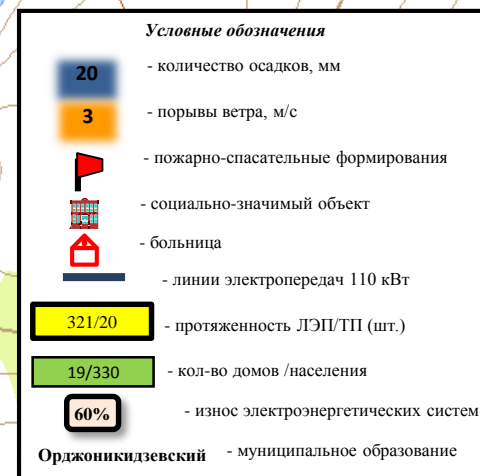 Условные обозначения
20 - количество осадков, мм
3 - порывы ветра, м/с
- пожарно-спасательные формирования
- социально-значимый объект
- больница
- линии электропередач 110 кВт
321/20 - протяженность ЛЭП/ТП (шт.)
19/330 - кол-во домов /населения
60% - износ электроэнергетических систем
Орджоникидзевский - муниципальное образование